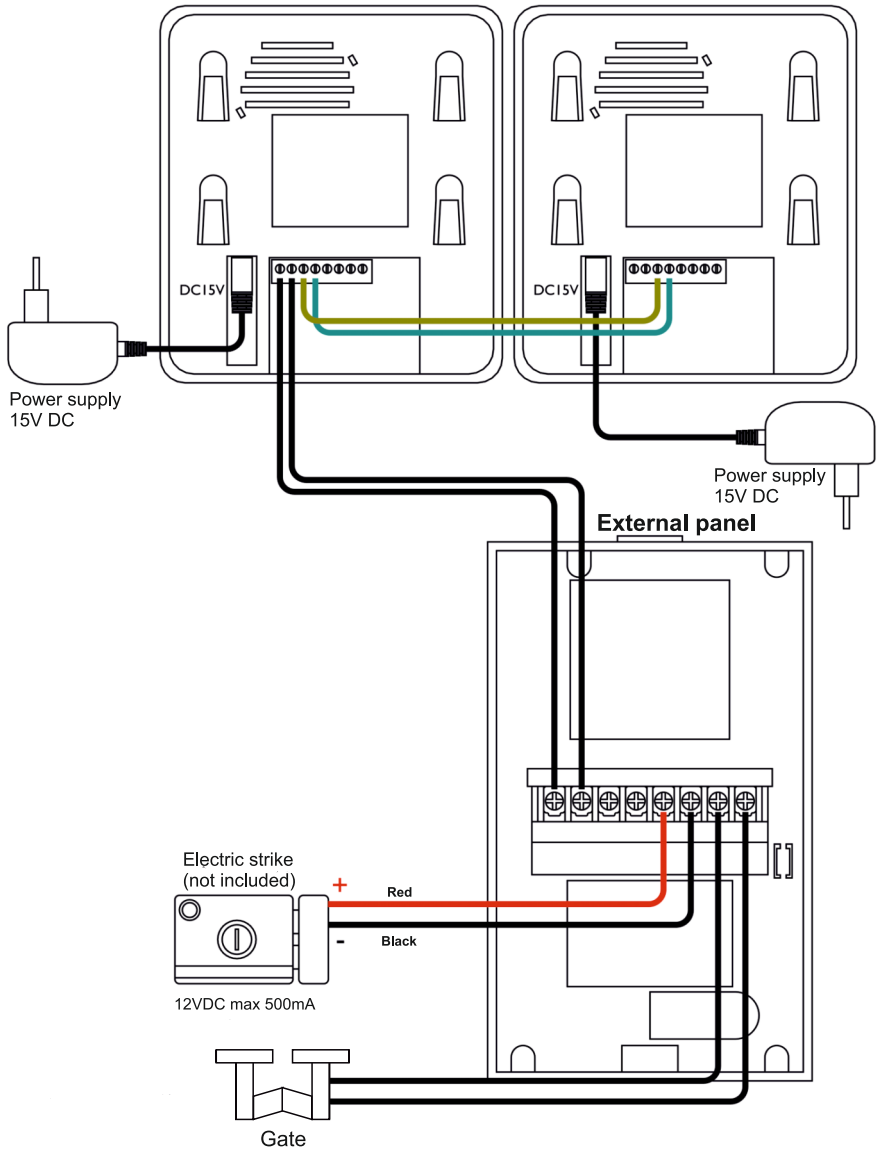 DC15V
DC15V
Power supply
15V DC
Power supply
15V DC
External panel
Electric strike
(not included)
+
Red
-
Black
12VDC max 500mA
Gate